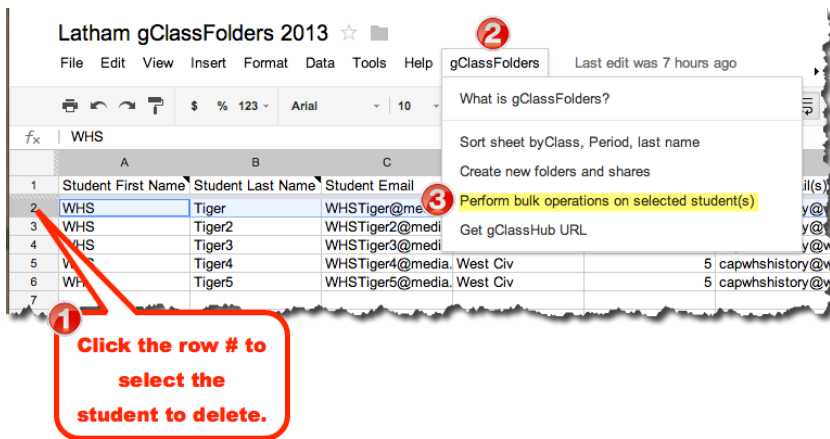 Latham gClassFolders 2013
2
File Edit View Insert Format Data Tools Help gClassFolders Last edit was 7 hours ago
What is gClassFolders?
$ % 123 Arial 10
fx WHS
Sort sheet byClass, Period, last name
A B C
Create new folders and shares
1 Student First Name Student Last Name Student Email il(s)
3 Perform bulk operations on selected student(s)
2 WHS Tiger WHSTiger@me
3 WHS Tiger2 WHSTiger2@medi
Get gClassHub URL
4 WHS Tiger3 WHSTiger3@medi
5 Tiger4 WHSTiger4@media. West Civ 5 capwhshistory@w
6 Tiger5 WHSTiger5@media. West Civ 5 capwhshistory@w
7
1
Click the row # to
select the
student to delete.